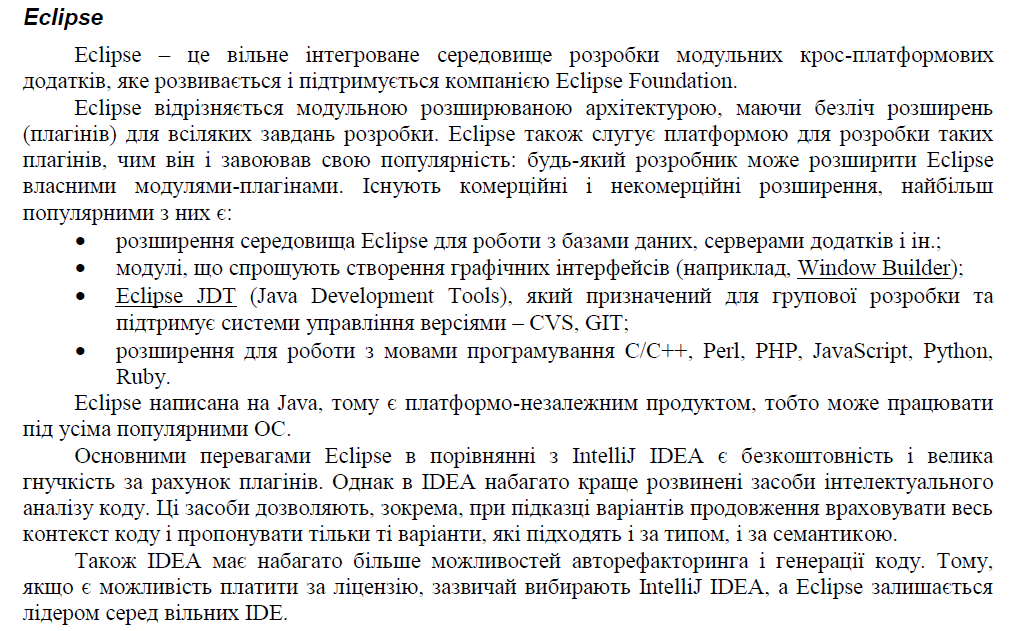 Eclipse
Eclipse – це вільне інтегроване середовище розробки модульних крос-платформових
додатків, яке розвивається і підтримується компанією Eclipse Foundation.
Eclipse відрізняється модульною розширюваною архітектурою, маючи безліч розширень
(плагінів) для всіляких завдань розробки. Eclipse також слугує платформою для розробки таких
плагінів, чим він і завоював свою популярність: будь-який розробник може розширити Eclipse
власними модулями-плагінами. Існують комерційні і некомерційні розширення, найбільш
популярними з них є:
• розширення середовища Eclipse для роботи з базами даних, серверами додатків і ін.;
• модулі, що спрощують створення графічних інтерфейсів (наприклад, Window Builder);
• Eclipse JDT (Java Development Tools), який призначений для групової розробки та
підтримує системи управління версіями – CVS, GIT;
• розширення для роботи з мовами програмування C/C++, Perl, PHP, JavaScript, Python,
Ruby.
Eclipse написана на Java, тому є платформо-незалежним продуктом, тобто може працювати
під усіма популярними ОС.
Основними перевагами Eclipse в порівнянні з IntelliJ IDEA є безкоштовність і велика
гнучкість за рахунок плагінів. Однак в IDEA набагато краще розвинені засоби інтелектуального
аналізу коду. Ці засоби дозволяють, зокрема, при підказці варіантів продовження враховувати весь
контекст коду і пропонувати тільки ті варіанти, які підходять і за типом, і за семантикою.
Також IDEA має набагато більше можливостей авторефакторинга і генерації коду. Тому,
якщо є можливість платити за ліцензію, зазвичай вибирають IntelliJ IDEA, а Eclipse залишається
лідером серед вільних IDE.